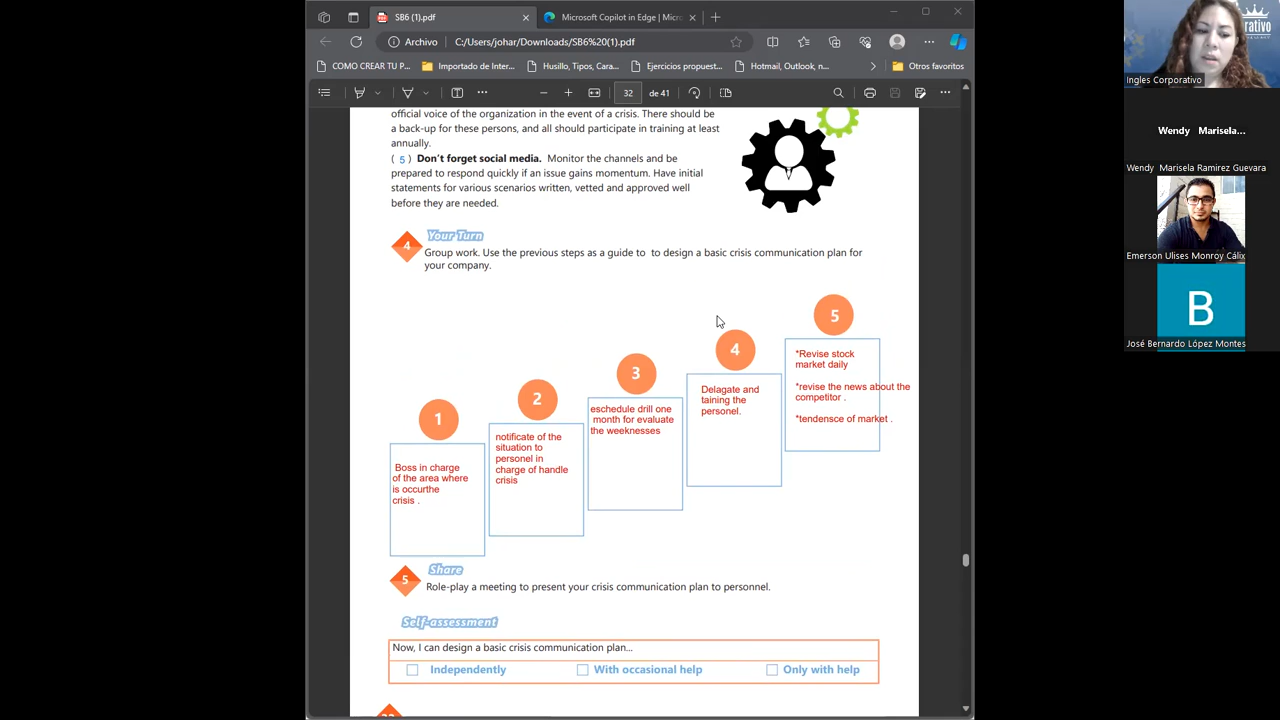 SB6 (1).pdf
Microsoft Copilot in Edge | Micro
Archivo
C:/Users/johar/Downloads/SB6%20(1).pdf
COMO CREAR TU P...
Importado de Inter...
Husillo, Tipos, Cara...
Ejercicios propuest...
Hotmail, Outlook, n...
Otros favoritos
32 de 41
official voice of the organization in the event of a crisis. There should be
a back-up for these persons, and all should participate in training at least
annually.
( 5 ) Don't forget social media. Monitor the channels and be
prepared to respond quickly if an issue gains momentum. Have initial
statements for various scenarios written, vetted and approved well
before they are needed.
4 Your Turn
Group work. Use the previous steps as a guide to to design a basic crisis communication plan for
your company.
1
Boss in charge
of the area where
is occurthe
crisis .
2
notificate of the
situation to
personel in
charge of handle
crisis
3
eschedule drill one
month for evaluate
the weeknesses
4
Delagate and
taining the
personel.
5
*Revise stock
market daily
*revise the news about the
competitor .
*tendensce of market .
5 Share
Role-play a meeting to present your crisis communication plan to personnel.
Self-assessment
Now, I can design a basic crisis communication plan...
Independently
With occasional help
Only with help
rativo
Ingles Corporativo
Wendy Marisela...
Wendy Marisela Ramirez Guevara
Emerson Ulises Monroy Cálix
B
José Bernardo López Montes